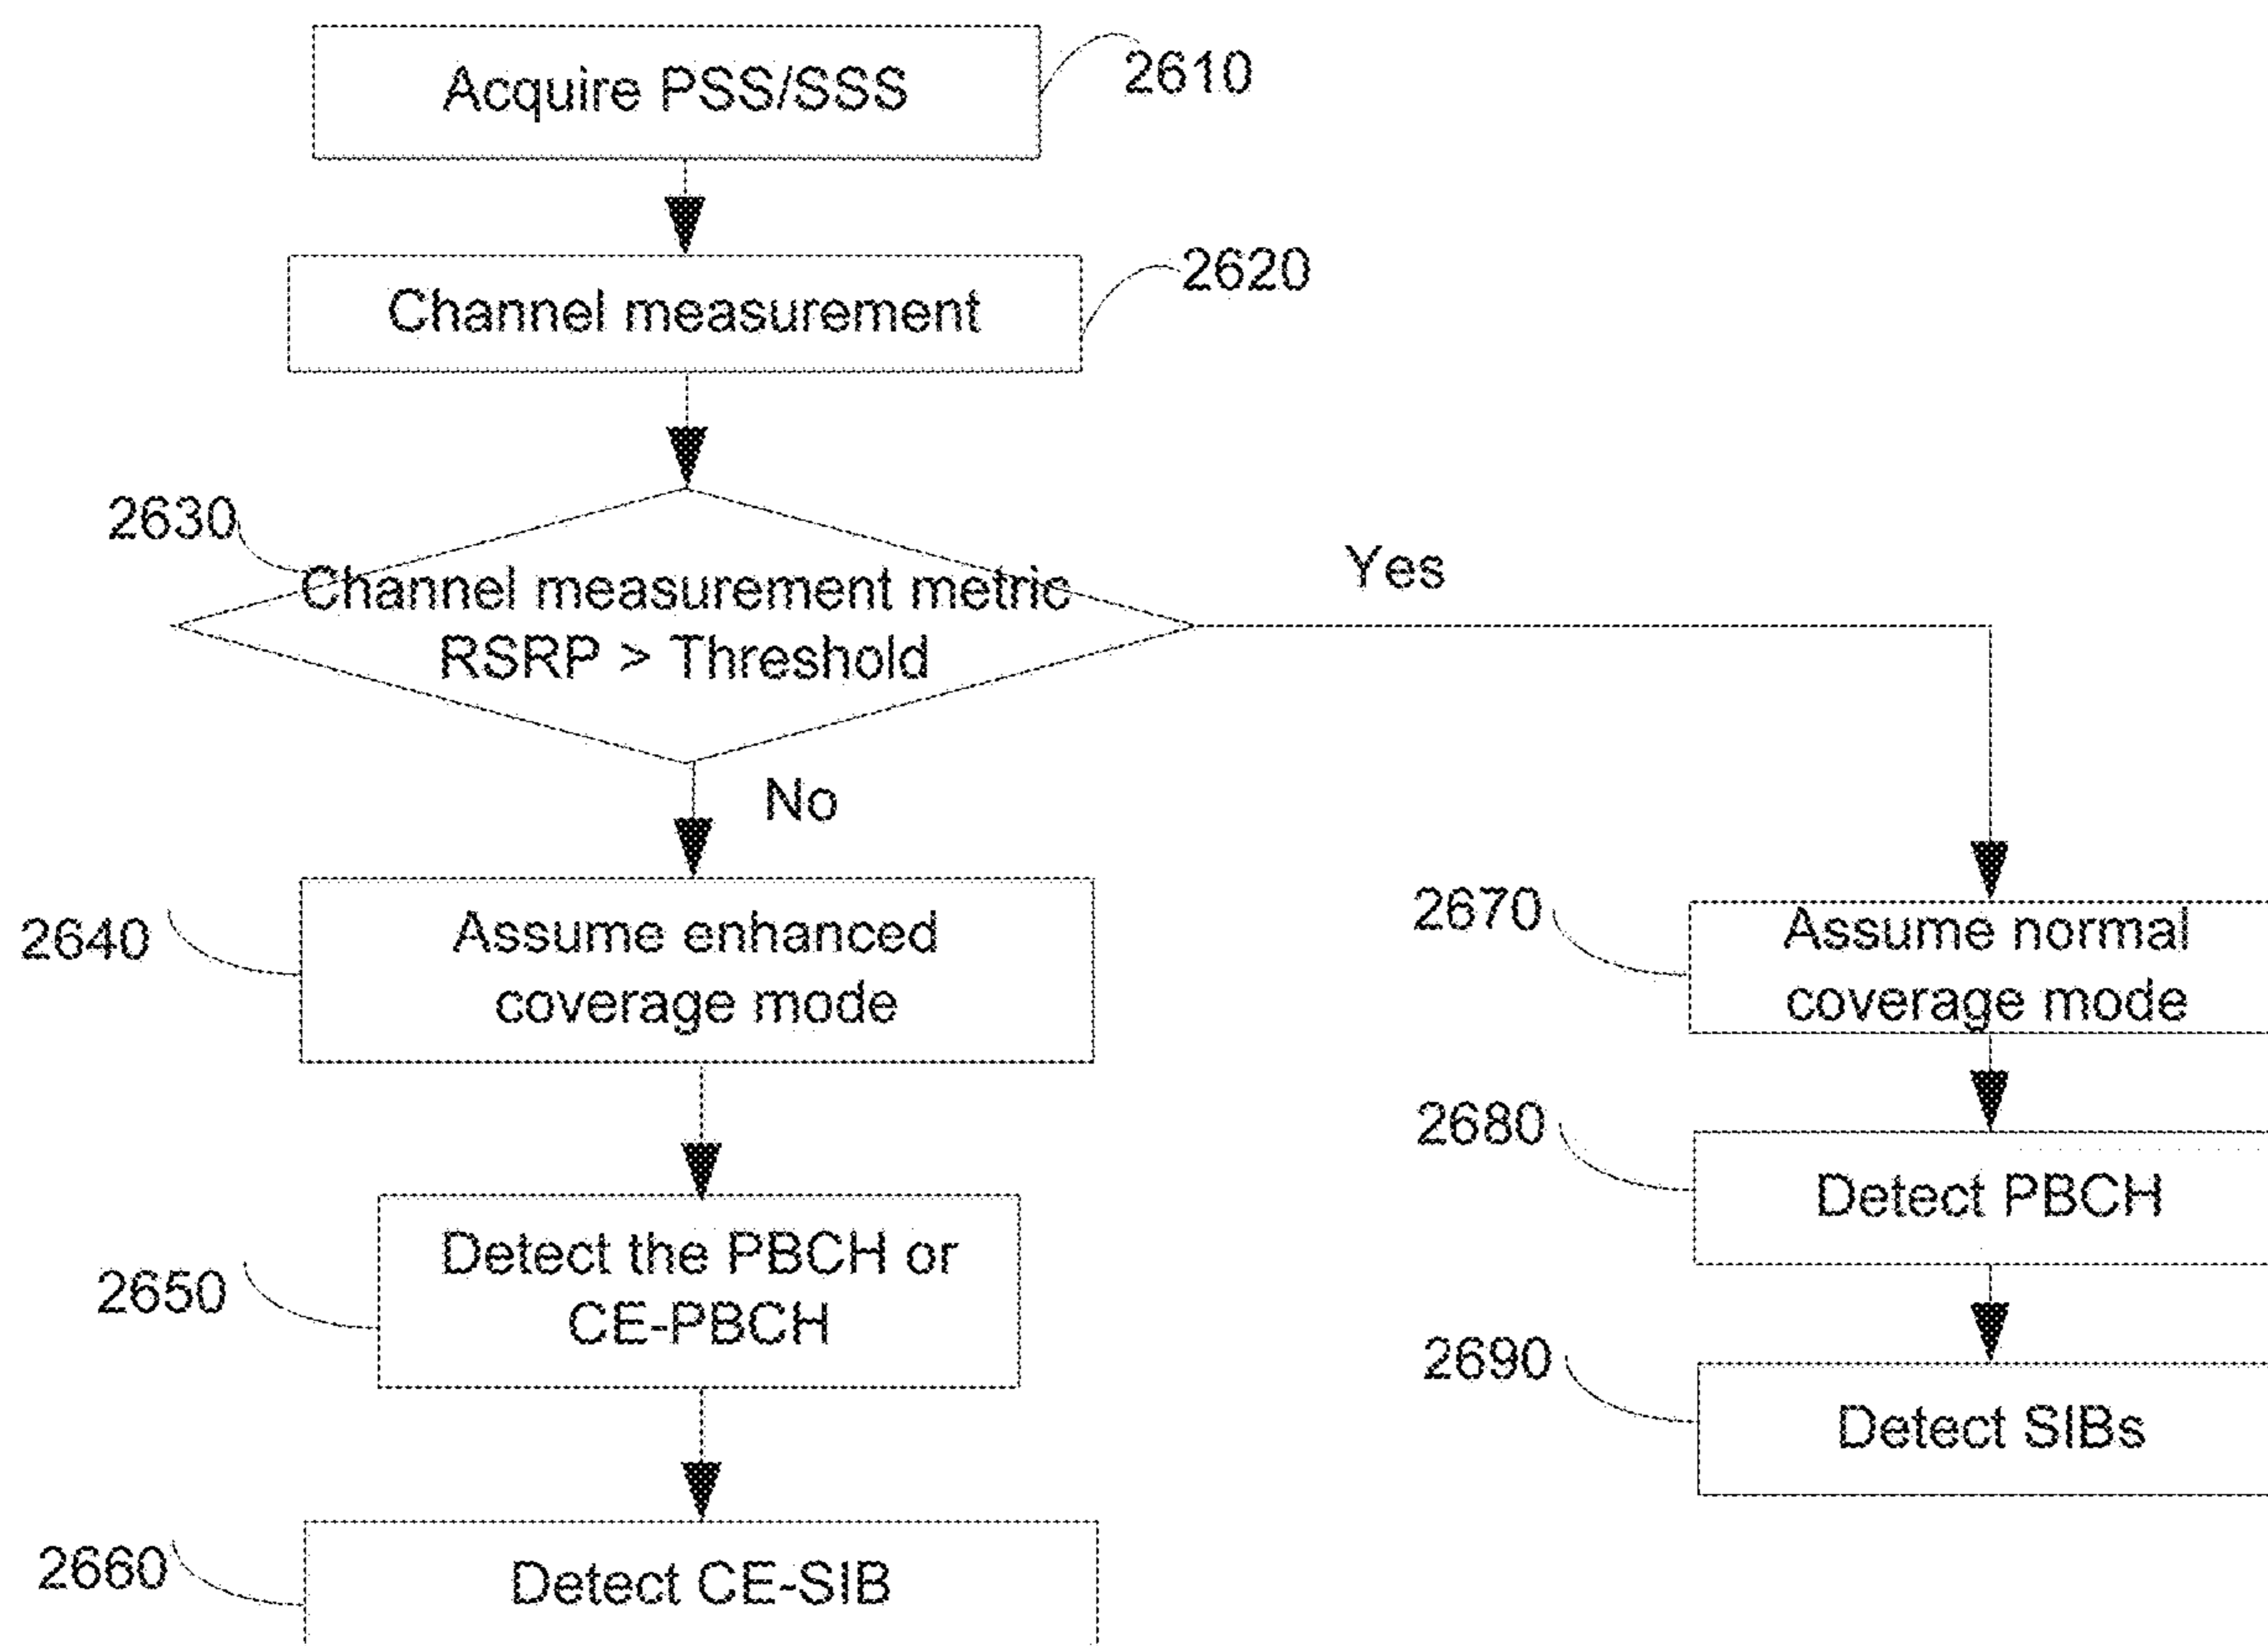 Acquire PSS/SSS
2610
Channel measurement
2620
2630
Channel measurement metric
RSRP > Threshold
Yes
No
2640
Assume enhanced
coverage mode
2670
Assume normal
coverage mode
2650
Detect the PBCH or
CE-PBCH
2680
Detect PBCH
2690
Detect SIBs
2660
Detect CE-SIB